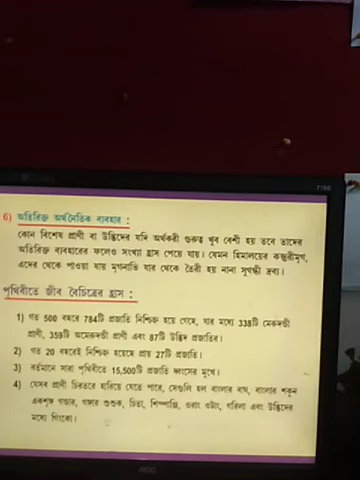 6) অতিরিক্ত অর্থনৈতিক ব্যবহার :
কোন বিশেষ প্রাণী বা উদ্ভিদের যদি অর্থকরী গুরুত্ব খুব বেশী হয় তবে তাদের
অতিরিক্ত ব্যবহারের ফলেও সংখ্যা হ্রাস পেয়ে যায়। যেমন হিমালয়ের কস্তুরীমৃগ,
এদের থেকে পাওয়া যায় মৃগনাভি যার থেকে তৈরী হয় নানা সুগন্ধী দ্রব্য।
পৃথিবীতে জীব বৈচিত্রের হ্রাস :
1) গত 500 বছরে 784টি প্রজাতি নিশ্চিহ্ন হয়ে গেছে, যার মধ্যে 338টি মেরুদন্ডী
প্রাণী, 359টি অমেরুদন্ডী প্রাণী এবং 87টি উদ্ভিদ প্রজাতির।
2) গত 20 বছরেই নিশ্চিহ্ন হয়েছে প্রায় 27টি প্রজাতি।
3) বর্তমানে সারা পৃথিবীতে 15,500টি প্রজাতি ধ্বংসের মুখে।
4) যেসব প্রাণী চিরতরে হারিয়ে যেতে পারে, সেগুলি হল বাংলার বাঘ, বাংলার শকুন
একশৃঙ্গ গন্ডার, গঙ্গার শুশুক, চিতা, শিম্পাঞ্জি, ওরাং ওটাং, গরিলা এবং উদ্ভিদের
মধ্যে গিংকো।
AOC